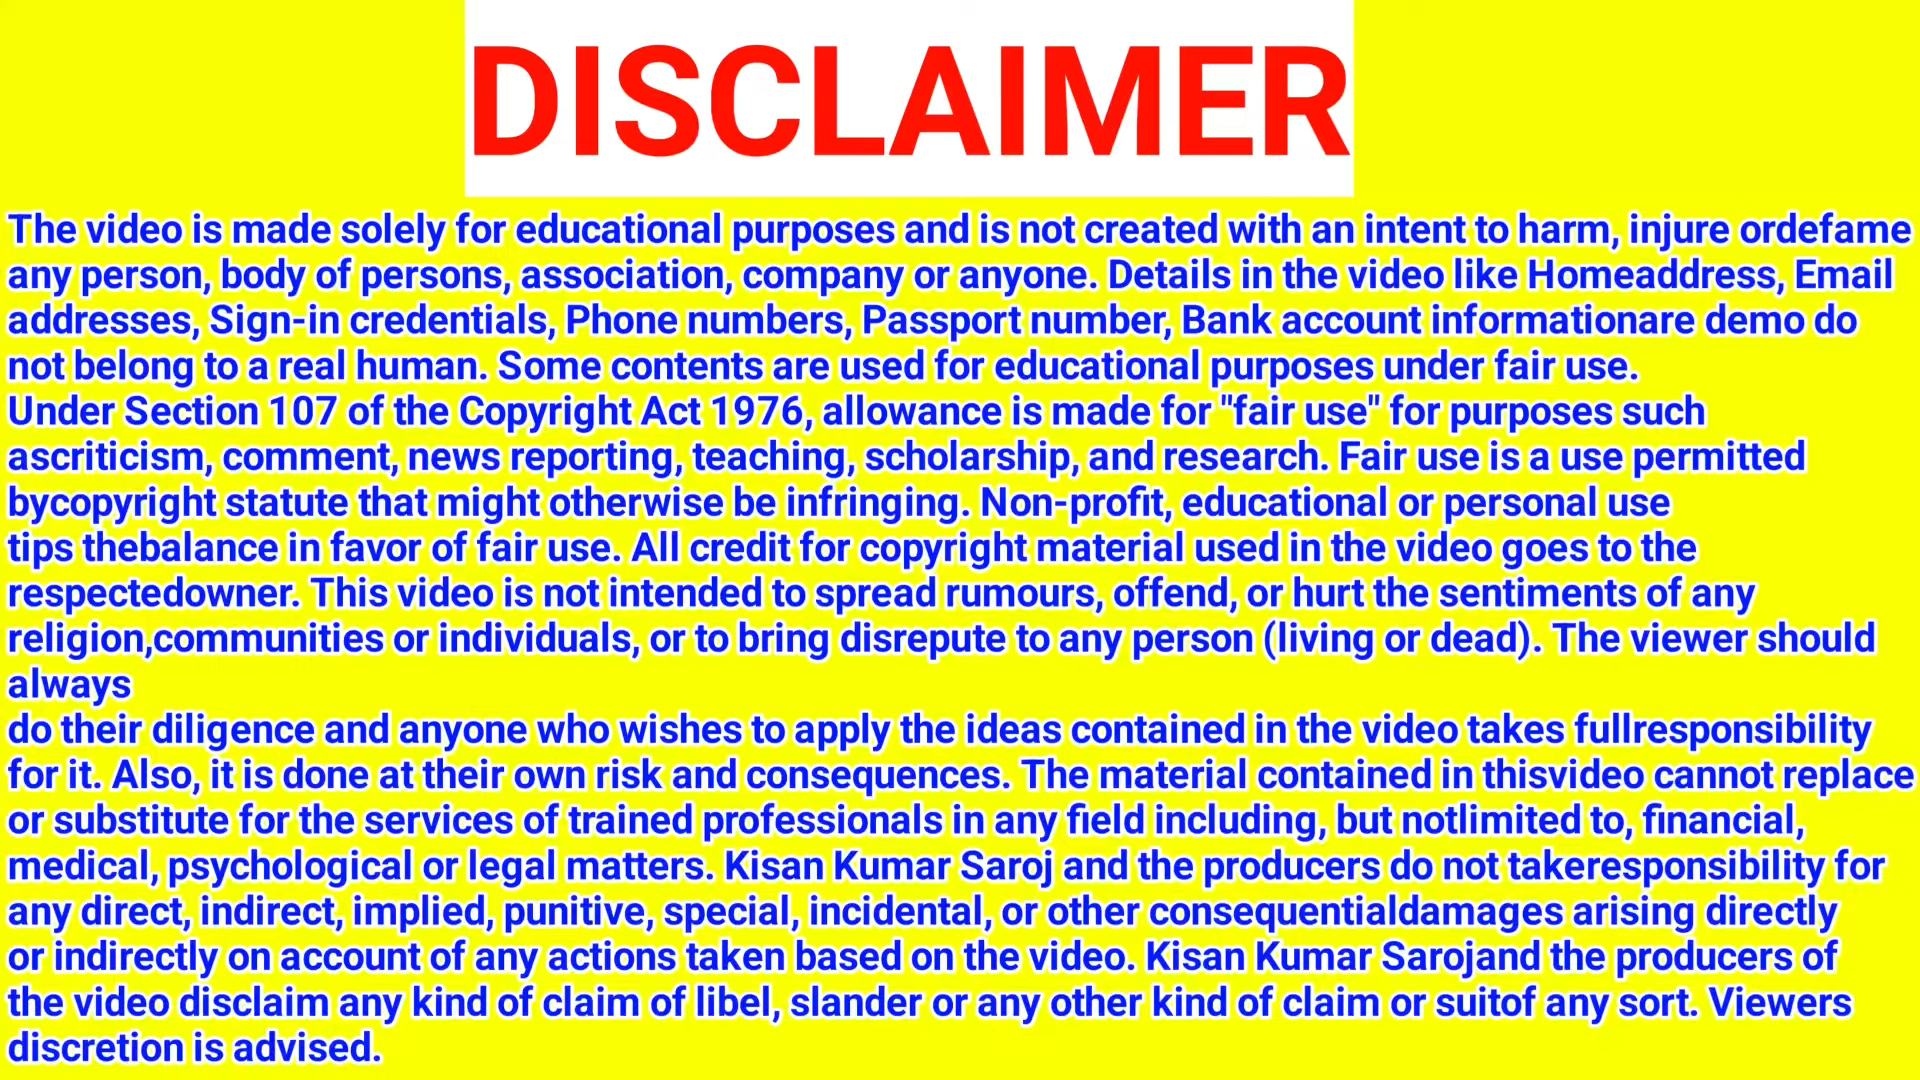 DISCLAIMER
The video is made solely for educational purposes and is not created with an intent to harm, injure ordefame
any person, body of persons, association, company or anyone. Details in the video like Homeaddress, Email
addresses, Sign-in credentials, Phone numbers, Passport number, Bank account informationare demo do
not belong to a real human. Some contents are used for educational purposes under fair use.
Under Section 107 of the Copyright Act 1976, allowance is made for "fair use" for purposes such
ascriticism, comment, news reporting, teaching, scholarship, and research. Fair use is a use permitted
bycopyright statute that might otherwise be infringing. Non-profit, educational or personal use
tips thebalance in favor of fair use. All credit for copyright material used in the video goes to the
respectedowner. This video is not intended to spread rumours, offend, or hurt the sentiments of any
religion,communities or individuals, or to bring disrepute to any person (living or dead). The viewer should
always
do their diligence and anyone who wishes to apply the ideas contained in the video takes fullresponsibility
for it. Also, it is done at their own risk and consequences. The material contained in thisvideo cannot replace
or substitute for the services of trained professionals in any field including, but notlimited to, financial,
medical, psychological or legal matters. Kisan Kumar Saroj and the producers do not takeresponsibility for
any direct, indirect, implied, punitive, special, incidental, or other consequentialdamages arising directly
or indirectly on account of any actions taken based on the video. Kisan Kumar Sarojand the producers of
the video disclaim any kind of claim of libel, slander or any other kind of claim or suitof any sort. Viewers
discretion is advised.